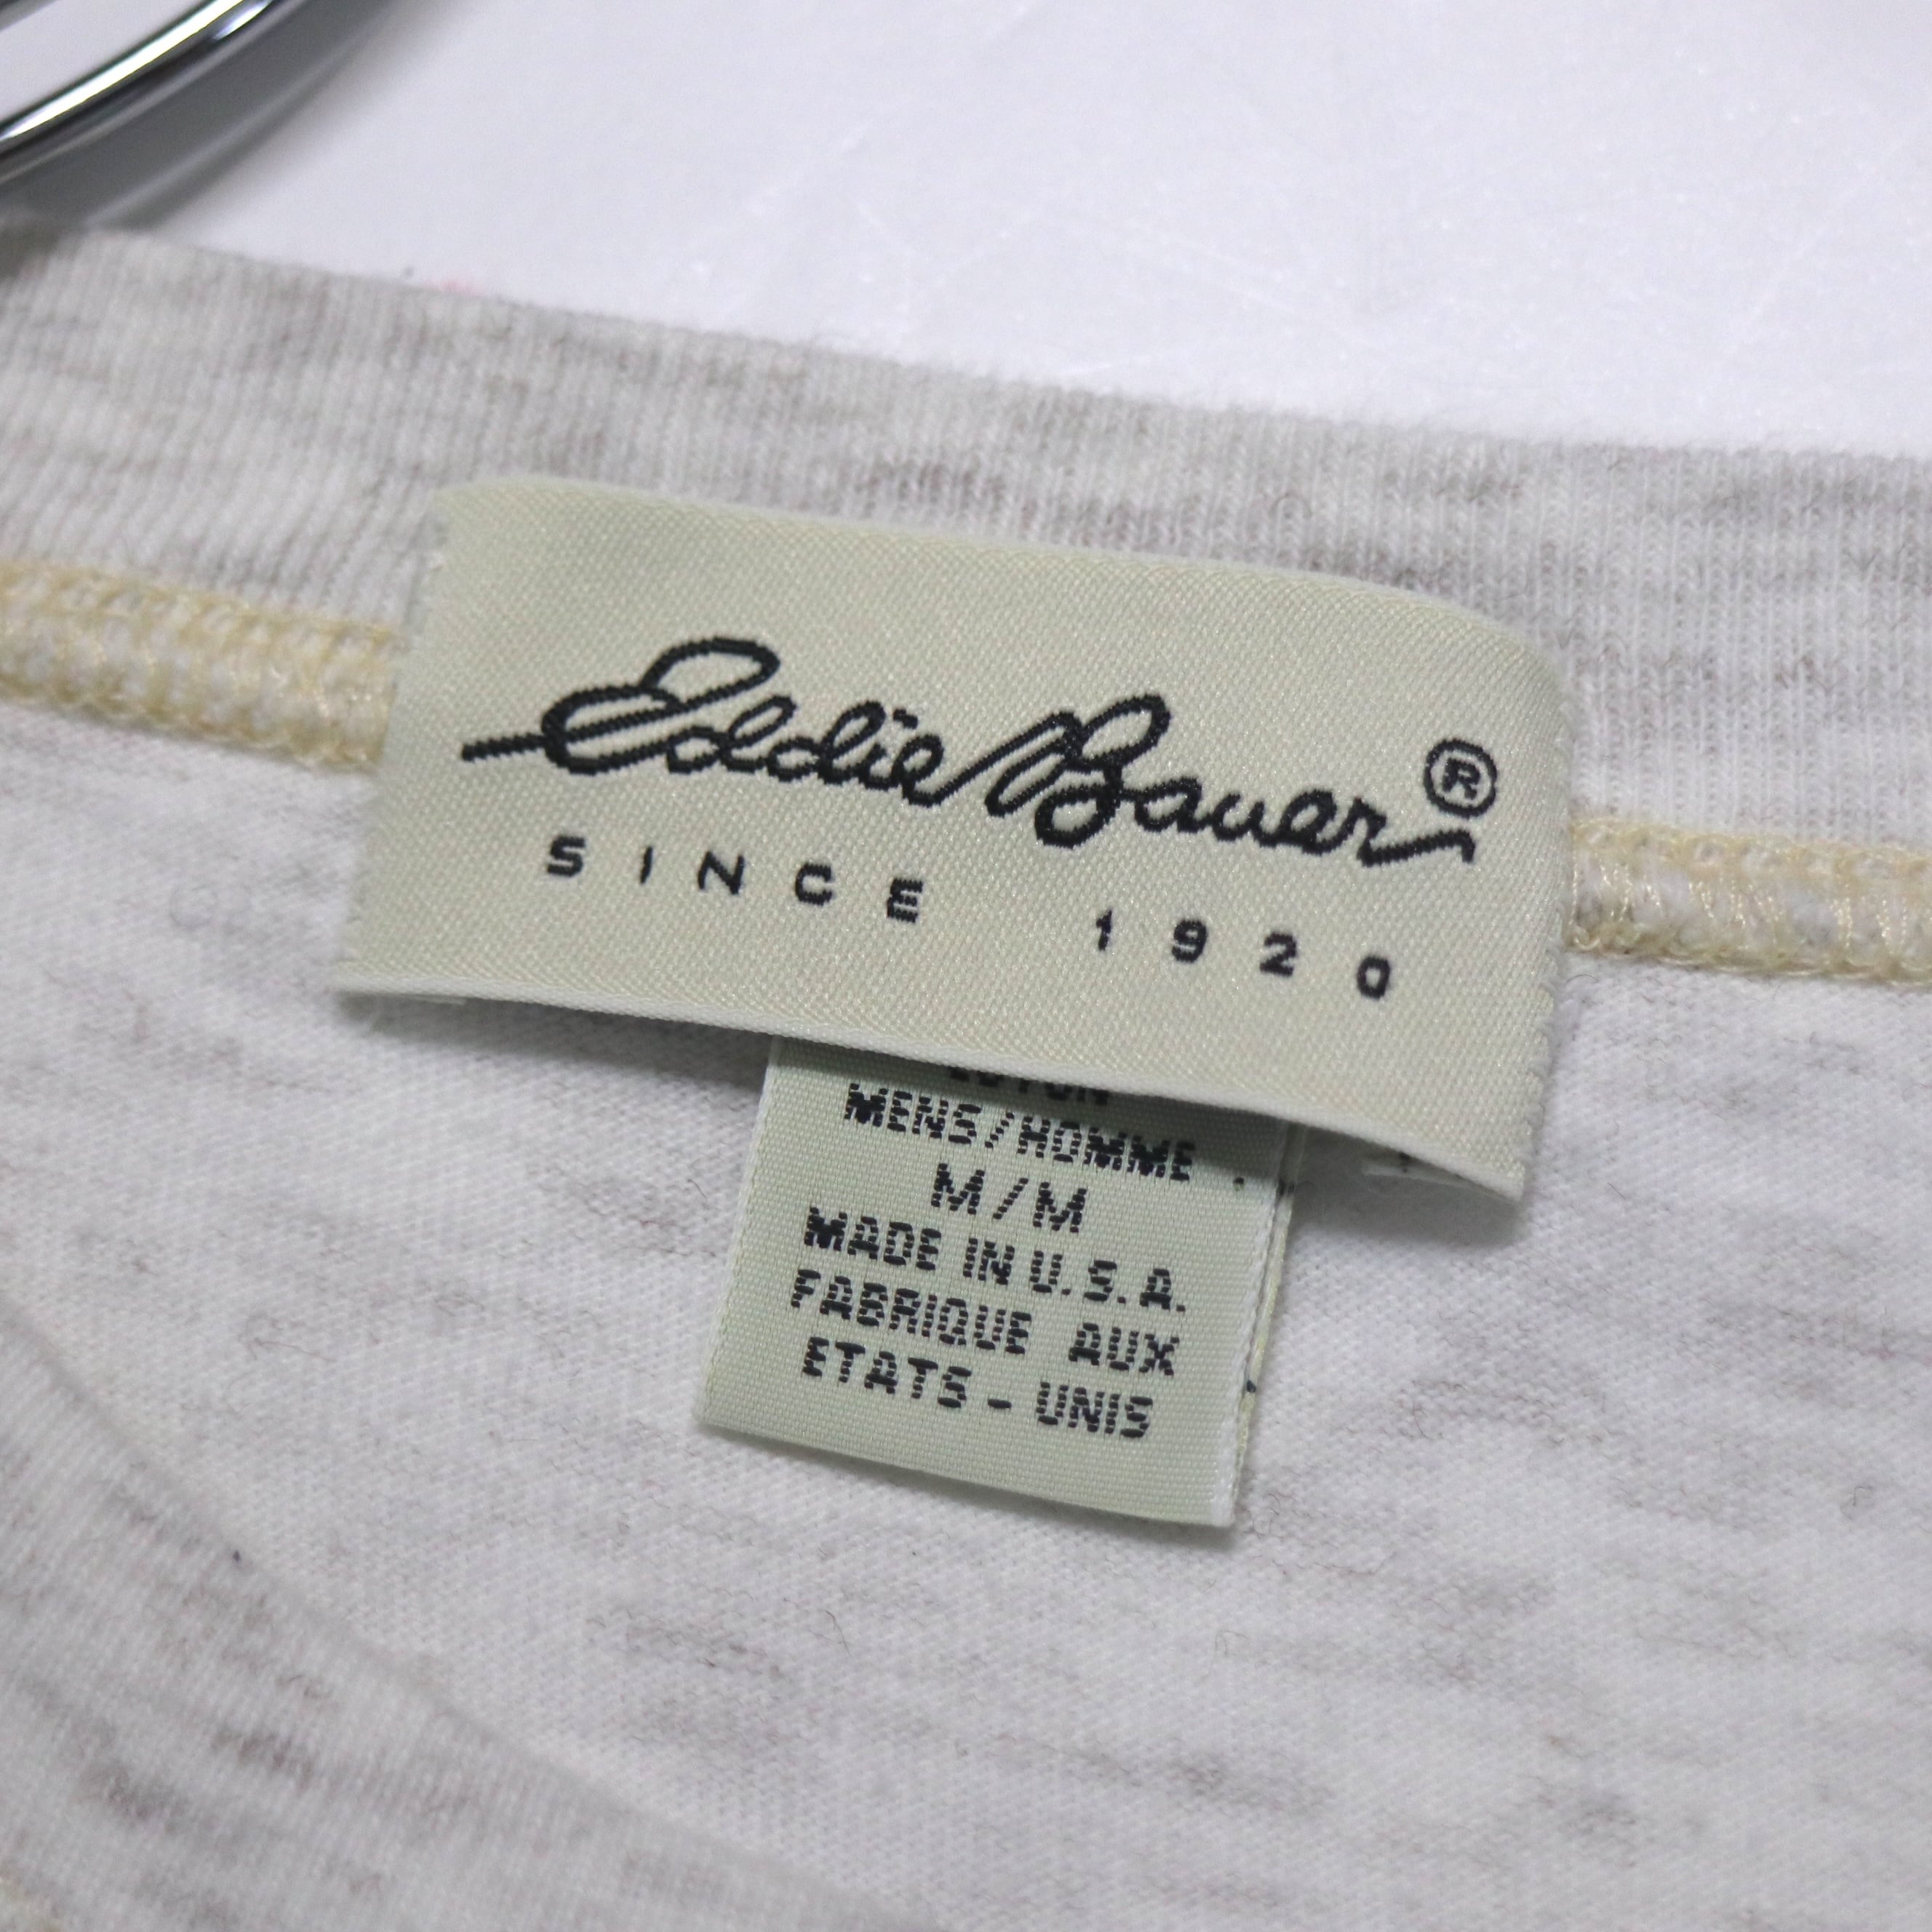 Eddie Bauer®
SINCE 1920
MENS/HOMME
M/M
MADE IN U.S.A.
FABRIQUE AUX
ETATS - UNIS